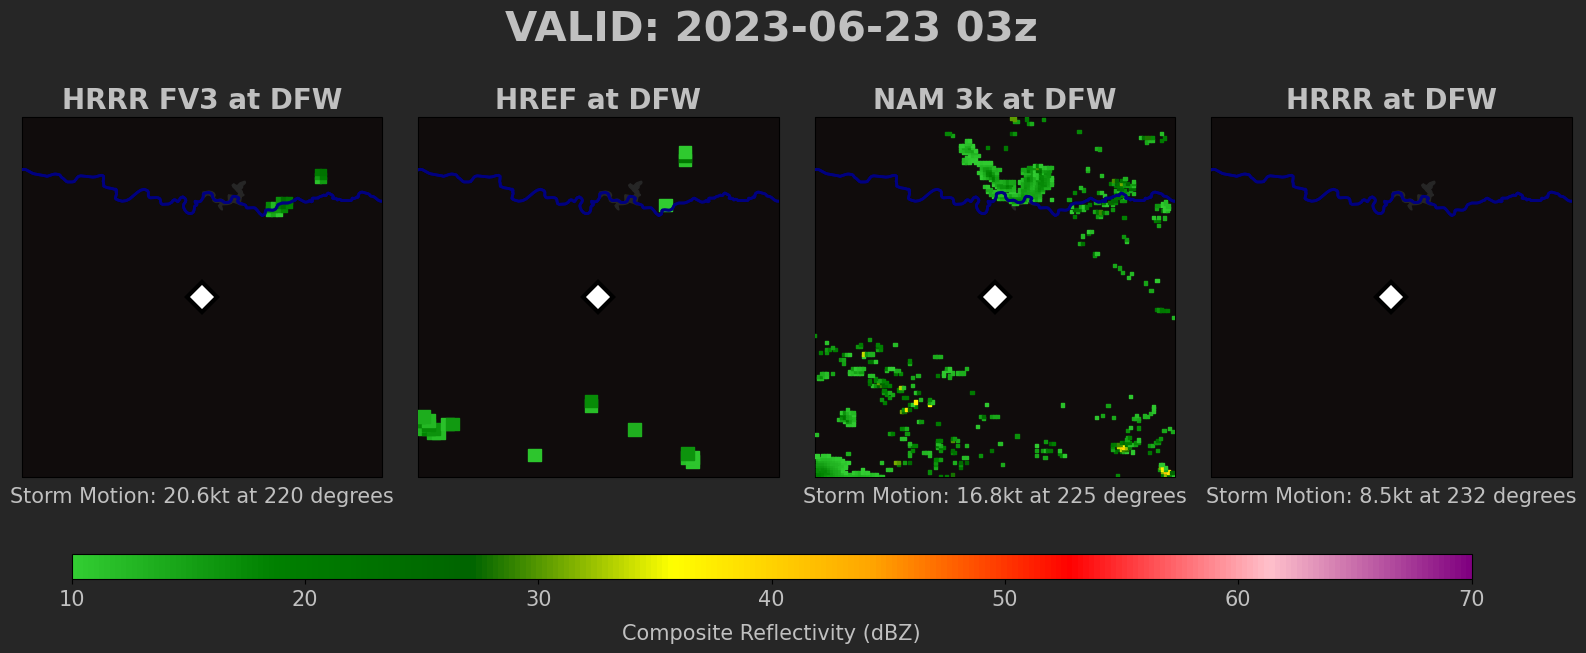 VALID: 2023-06-23 03z
HRRR FV3 at DFW
HREF at DFW
NAM 3k at DFW
HRRR at DFW
Storm Motion: 20.6kt at 220 degrees
Storm Motion: 16.8kt at 225 degrees
Storm Motion: 8.5kt at 232 degrees
10 20 30 40 50 60 70
Composite Reflectivity (dBZ)